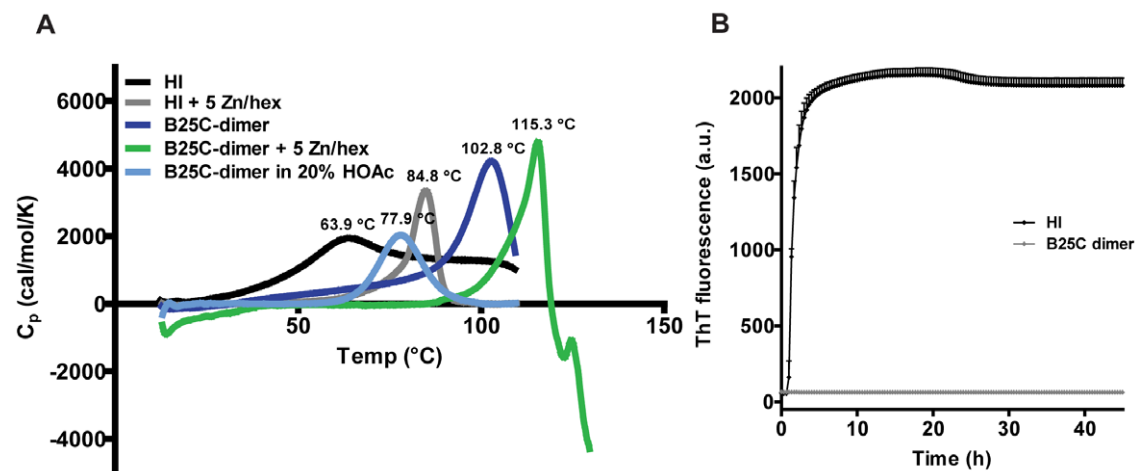 A
HI
HI + 5 Zn/hex
B25C-dimer
B25C-dimer + 5 Zn/hex
B25C-dimer in 20% HOAc
115.3 °C
102.8 °C
84.8 °C
63.9 °C
77.9 °C
6000
4000
2000
0
-2000
-4000
50
100
150
Cp (cal/mol/K)
Temp (°C)
B
2000
1500
1000
500
0
HI
B25C dimer
0
10
20
30
40
ThT fluorescence (a.u.)
Time (h)